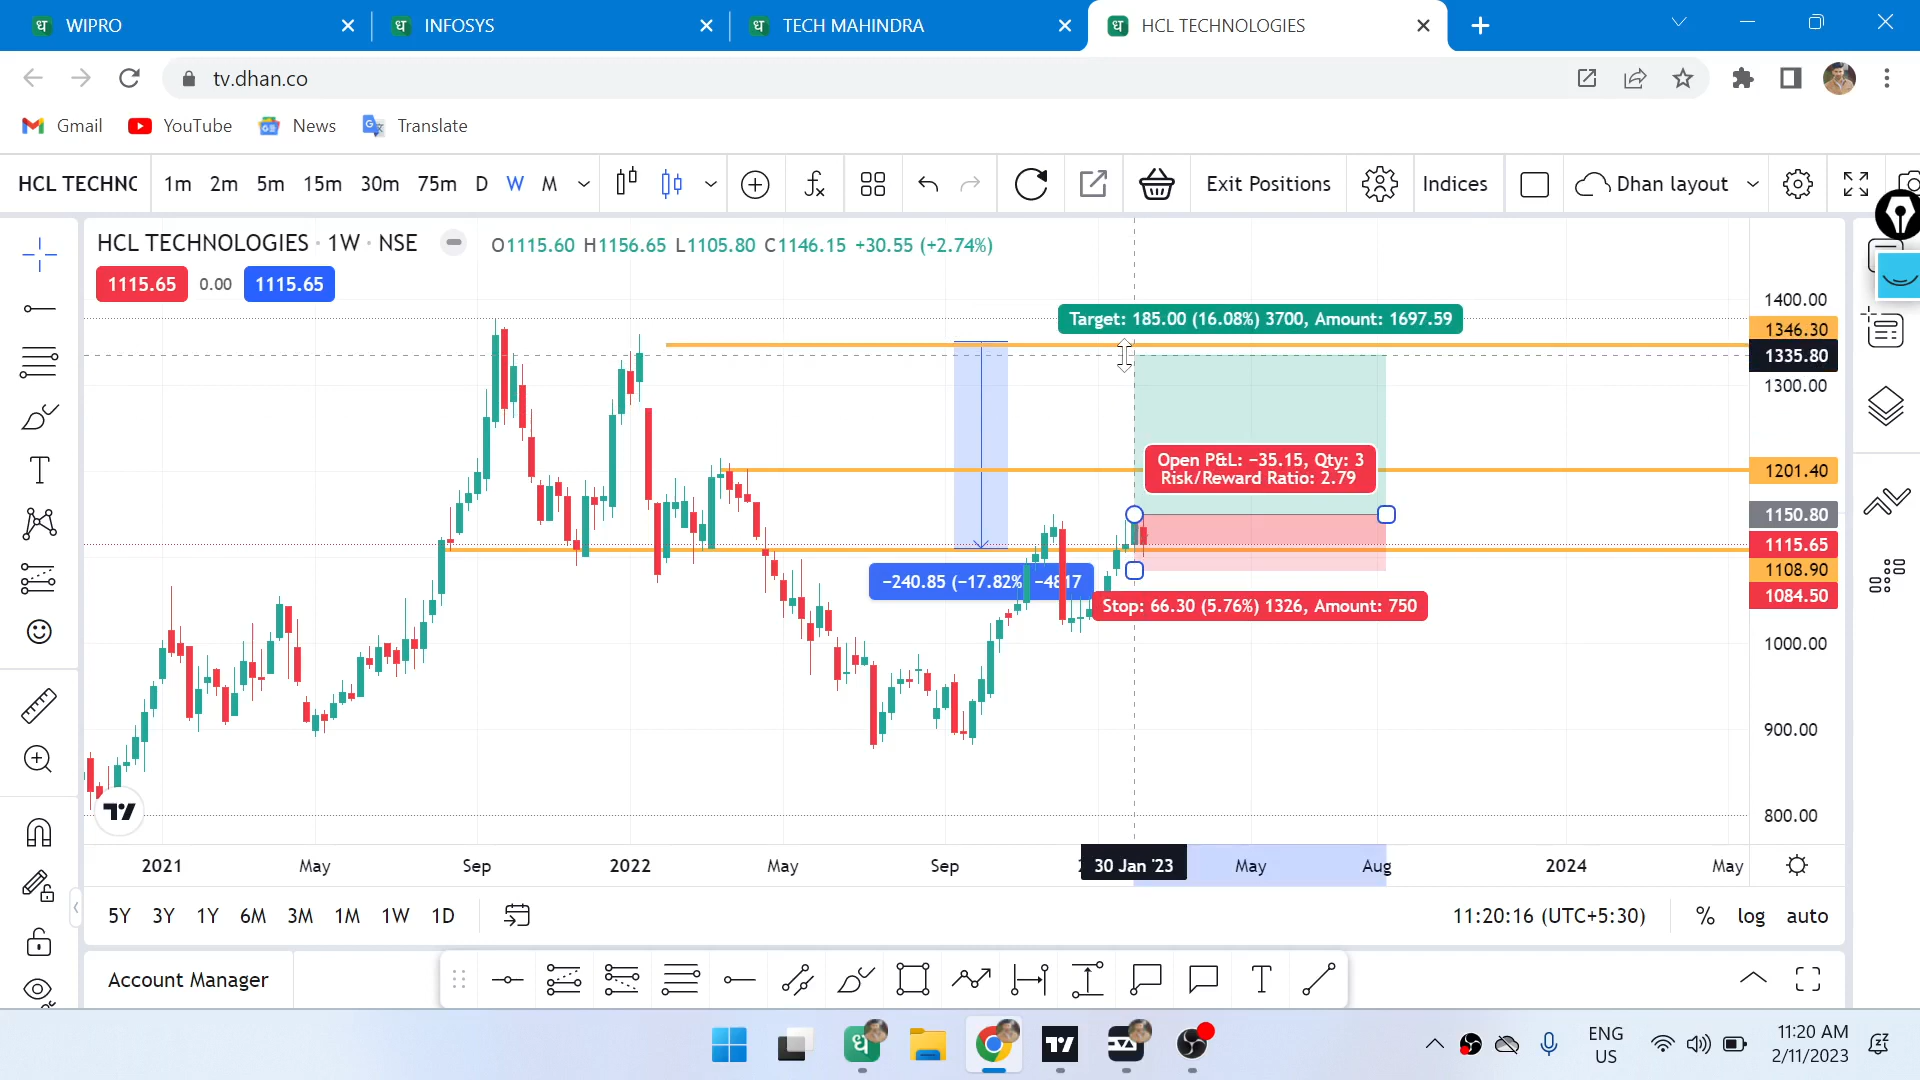 WIPRO
INFOSYS
TECH MAHINDRA
HCL TECHNOLOGIES
tv.dhan.co
Gmail
YouTube
News
Translate
HCL TECHNC
1m 2m 5m 15m 30m 75m D W M
Exit Positions
Indices
Dhan layout
HCL TECHNOLOGIES · 1W · NSE
O1115.60 H1156.65 L1105.80 C1146.15 +30.55 (+2.74%)
1115.65 0.00 1115.65
1400.00
Target: 185.00 (16.08%) 3700, Amount: 1697.59
1346.30
1335.80
1300.00
Open P&L: −35.15, Qty: 3
Risk/Reward Ratio: 2.79
1201.40
1150.80
1115.65
1108.90
−240.85 (−17.82% −4817
1084.50
Stop: 66.30 (5.76%) 1326, Amount: 750
1000.00
900.00
800.00
2021 May Sep 2022 May Sep 30 Jan '23 May Aug 2024 May
5Y 3Y 1Y 6M 3M 1M 1W 1D
11:20:16 (UTC+5:30)
% log auto
Account Manager
ENG
US
11:20 AM
2/11/2023